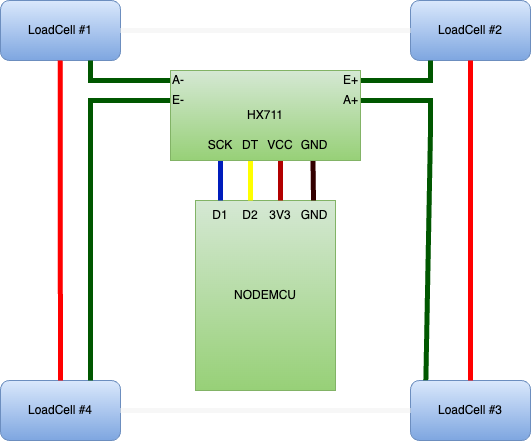 LoadCell #1
LoadCell #2
A- E+
E- A+
HX711
SCK DT VCC GND
D1 D2 3V3 GND
NODEMCU
LoadCell #4
LoadCell #3